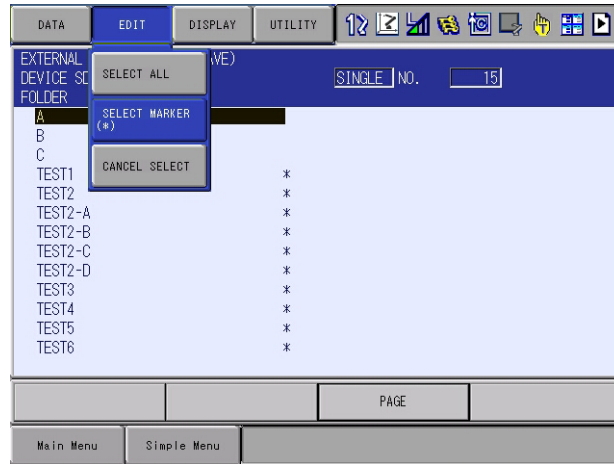 DATA EDIT DISPLAY UTILITY
EXTERNAL VE)
DEVICE SD SINGLE NO. 15
FOLDER
SELECT ALL
SELECT MARKER
(*)
CANCEL SELECT
A
B
C
TEST1 *
TEST2 *
TEST2-A *
TEST2-B *
TEST2-C *
TEST2-D *
TEST3 *
TEST4 *
TEST5 *
TEST6 *
PAGE
Main Menu Simple Menu